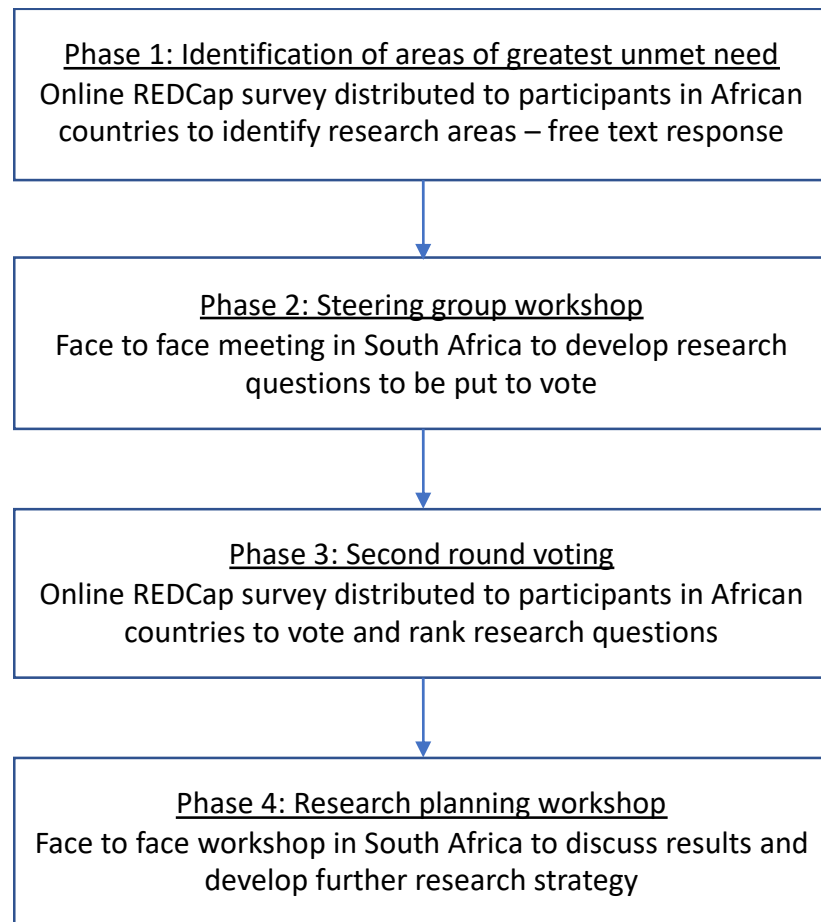 Phase 1: Identification of areas of greatest unmet need
Online REDCap survey distributed to participants in African
countries to identify research areas – free text response
Phase 2: Steering group workshop
Face to face meeting in South Africa to develop research
questions to be put to vote
Phase 3: Second round voting
Online REDCap survey distributed to participants in African
countries to vote and rank research questions
Phase 4: Research planning workshop
Face to face workshop in South Africa to discuss results and
develop further research strategy